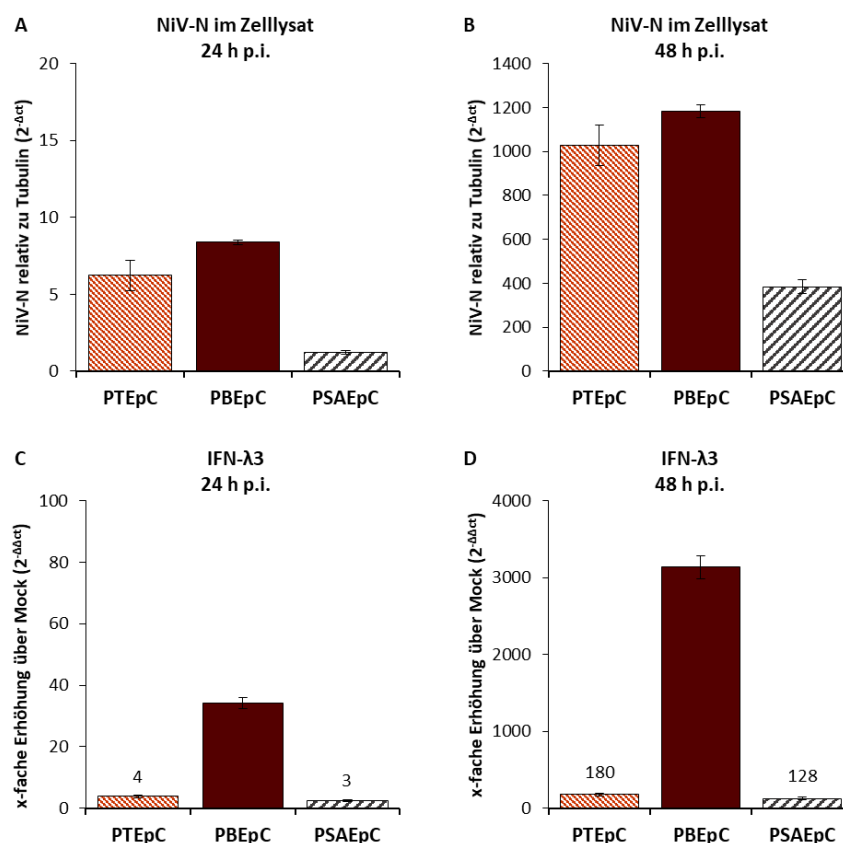 A
NiV-N im Zelllysat
24 h p.i.
NiV-N relativ zu Tubulin (2^-Δct)
20
15
10
5
0
PTEpC PBEpC PSAEpC
B
NiV-N im Zelllysat
48 h p.i.
NiV-N relativ zu Tubulin (2^-Δct)
1400
1200
1000
800
600
400
200
0
PTEpC PBEpC PSAEpC
C
IFN-λ3
24 h p.i.
x-fache Erhöhung über Mock (2^-ΔΔct)
100
80
60
40
20
0
4
3
PTEpC PBEpC PSAEpC
D
IFN-λ3
48 h p.i.
x-fache Erhöhung über Mock (2^-ΔΔct)
4000
3000
2000
1000
0
180
128
PTEpC PBEpC PSAEpC